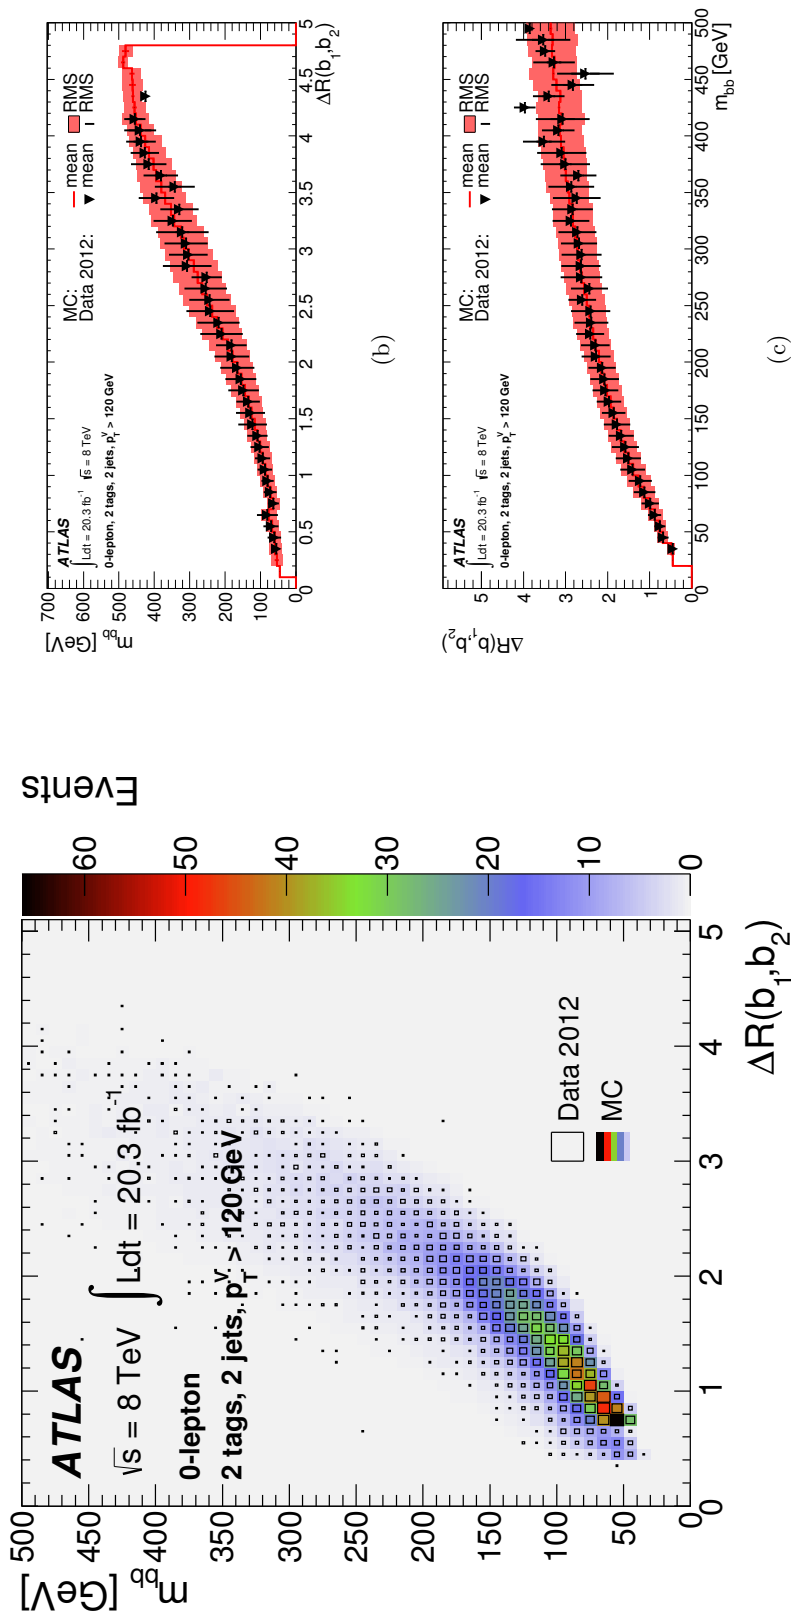 500
450
400
350
300
250
200
150
100
50
0
m_bb [GeV]
ATLAS
√s = 8 TeV ∫ Ldt = 20.3 fb⁻¹
0-lepton
2 tags, 2 jets, p_T^V > 120 GeV
Data 2012
MC
0 1 2 3 4 5
ΔR(b₁,b₂)
Events
60
50
40
30
20
10
0
m_bb [GeV]
700
600
500
400
300
200
100
0
ATLAS
∫ Ldt = 20.3 fb⁻¹ √s = 8 TeV
0-lepton, 2 tags, 2 jets, p_T^V > 120 GeV
MC: mean RMS
Data 2012: mean RMS
0 0.5 1 1.5 2 2.5 3 3.5 4 4.5 5
ΔR(b₁,b₂)
(b)
ΔR(b₁,b₂)
5
4
3
2
1
0
ATLAS
∫ Ldt = 20.3 fb⁻¹ √s = 8 TeV
0-lepton, 2 tags, 2 jets, p_T^V > 120 GeV
MC: mean RMS
Data 2012: mean RMS
0 50 100 150 200 250 300 350 400 450 500
m_bb [GeV]
(c)